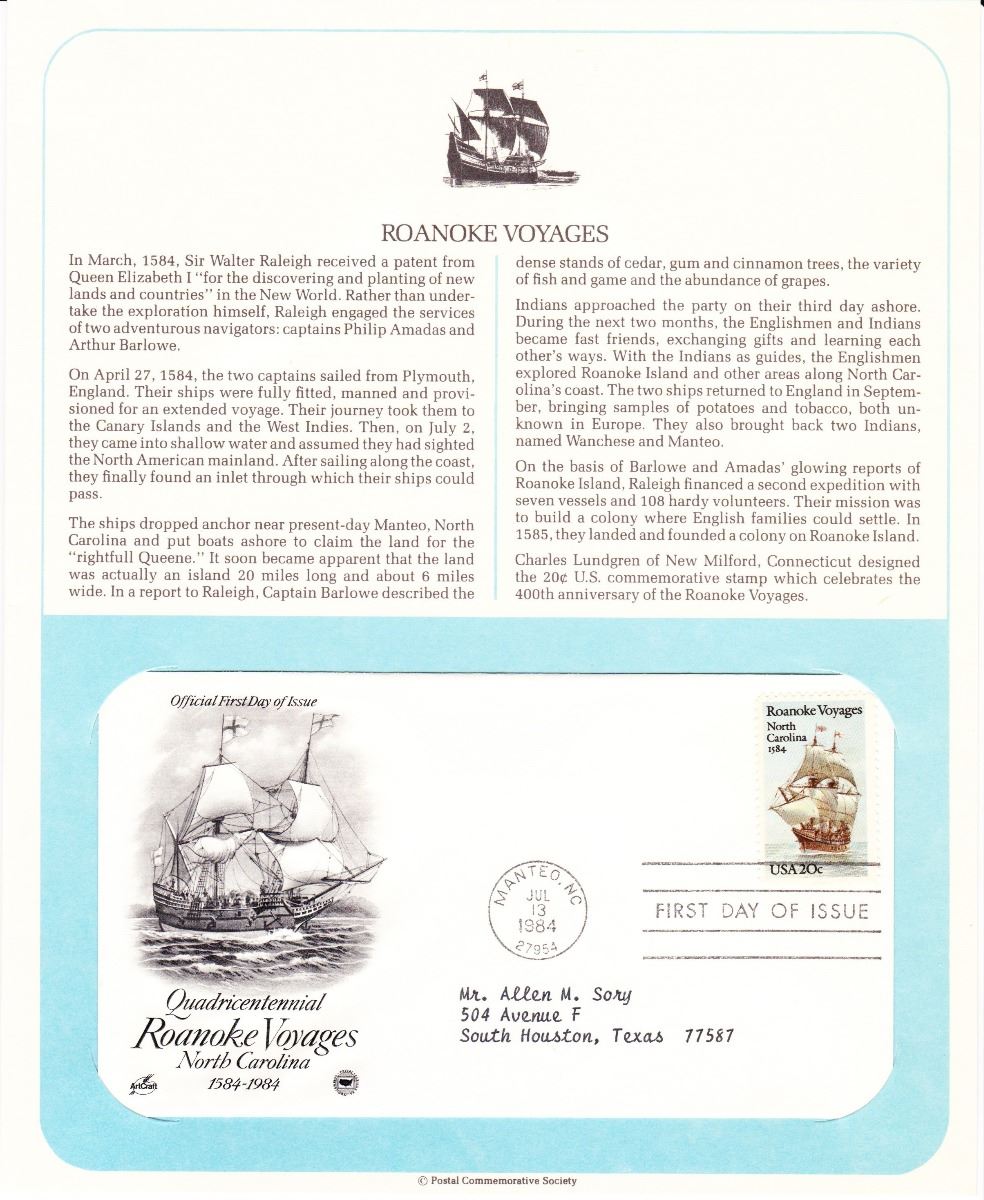 ROANOKE VOYAGES
In March, 1584, Sir Walter Raleigh received a patent from
Queen Elizabeth I "for the discovering and planting of new
lands and countries" in the New World. Rather than under-
take the exploration himself, Raleigh engaged the services
of two adventurous navigators: captains Philip Amadas and
Arthur Barlowe.
On April 27, 1584, the two captains sailed from Plymouth,
England. Their ships were fully fitted, manned and provi-
sioned for an extended voyage. Their journey took them to
the Canary Islands and the West Indies. Then, on July 2,
they came into shallow water and assumed they had sighted
the North American mainland. After sailing along the coast,
they finally found an inlet through which their ships could
pass.
The ships dropped anchor near present-day Manteo, North
Carolina and put boats ashore to claim the land for the
"rightfull Queene." It soon became apparent that the land
was actually an island 20 miles long and about 6 miles
wide. In a report to Raleigh, Captain Barlowe described the
dense stands of cedar, gum and cinnamon trees, the variety
of fish and game and the abundance of grapes.
Indians approached the party on their third day ashore.
During the next two months, the Englishmen and Indians
became fast friends, exchanging gifts and learning each
other's ways. With the Indians as guides, the Englishmen
explored Roanoke Island and other areas along North Car-
olina's coast. The two ships returned to England in Septem-
ber, bringing samples of potatoes and tobacco, both un-
known in Europe. They also brought back two Indians,
named Wanchese and Manteo.
On the basis of Barlowe and Amadas' glowing reports of
Roanoke Island, Raleigh financed a second expedition with
seven vessels and 108 hardy volunteers. Their mission was
to build a colony where English families could settle. In
1585, they landed and founded a colony on Roanoke Island.
Charles Lundgren of New Milford, Connecticut designed
the 20¢ U.S. commemorative stamp which celebrates the
400th anniversary of the Roanoke Voyages.
Official First Day of Issue
Roanoke Voyages
North
Carolina
1584
USA 20c
MANTEO, NC
JUL
13
1984
27954
FIRST DAY OF ISSUE
Mr. Allen M. Sory
504 Avenue F
South Houston, Texas 77587
Quadricentennial
Roanoke Voyages
North Carolina
1584-1984
ArtCraft
© Postal Commemorative Society